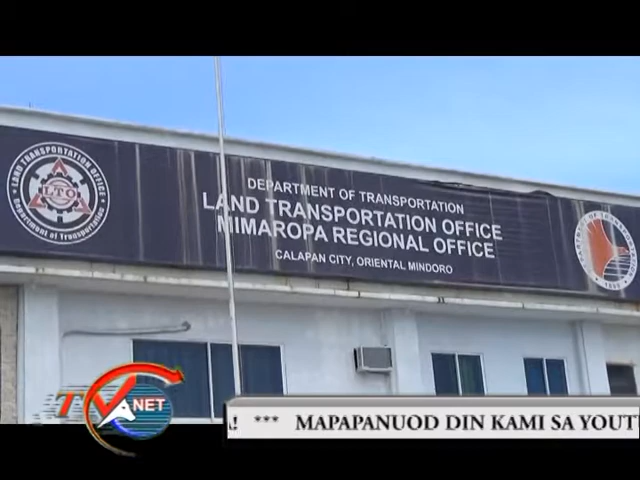 DEPARTMENT OF TRANSPORTATION
LAND TRANSPORTATION OFFICE
MIMAROPA REGIONAL OFFICE
CALAPAN CITY, ORIENTAL MINDORO
LAND TRANSPORTATION OFFICE
LTO
Department of Transportation
TV
NET
A! *** MAPAPANUOD DIN KAMI SA YOUT